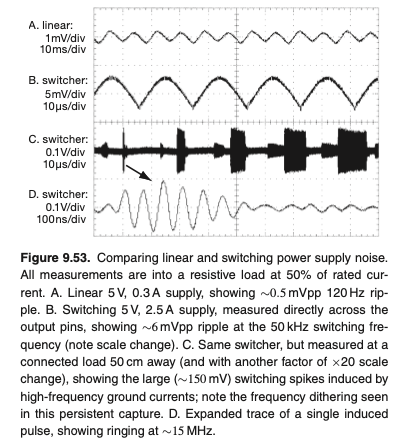 A. linear:
1mV/div
10ms/div
B. switcher:
5mV/div
10μs/div
C. switcher:
0.1V/div
10μs/div
D. switcher:
0.1V/div
100ns/div
Figure 9.53. Comparing linear and switching power supply noise.
All measurements are into a resistive load at 50% of rated cur-
rent. A. Linear 5 V, 0.3 A supply, showing ∼0.5 mVpp 120 Hz rip-
ple. B. Switching 5 V, 2.5 A supply, measured directly across the
output pins, showing ∼6 mVpp ripple at the 50 kHz switching fre-
quency (note scale change). C. Same switcher, but measured at a
connected load 50 cm away (and with another factor of ×20 scale
change), showing the large (∼150 mV) switching spikes induced by
high-frequency ground currents; note the frequency dithering seen
in this persistent capture. D. Expanded trace of a single induced
pulse, showing ringing at ∼15 MHz.